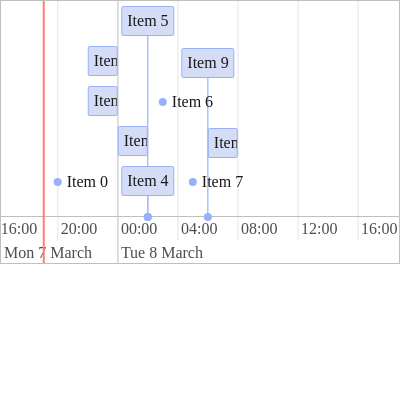 Item 5
Item 9
Item 6
Item 4
Item 0
Item 7
16:00 20:00 00:00 04:00 08:00 12:00 16:00
Mon 7 March Tue 8 March